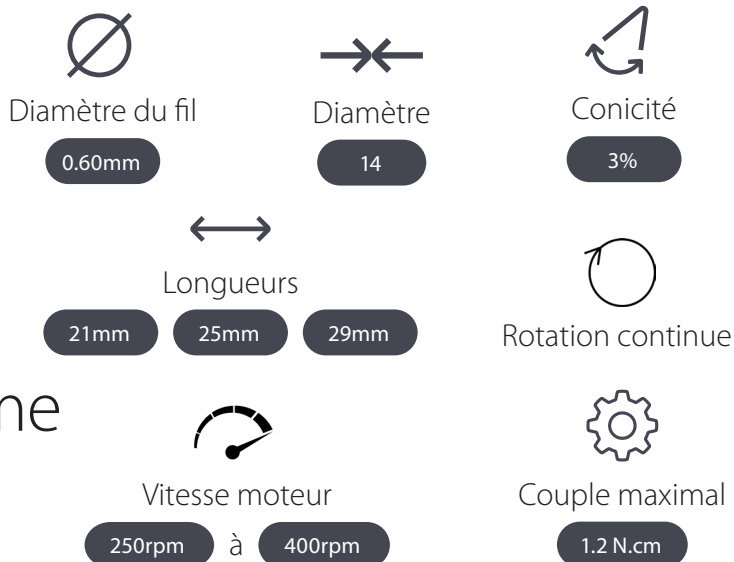 Diamètre du fil
0.60mm
Diamètre
14
Conicité
3%
Longueurs
21mm 25mm 29mm
Rotation continue
Vitesse moteur
250rpm à 400rpm
Couple maximal
1.2 N.cm